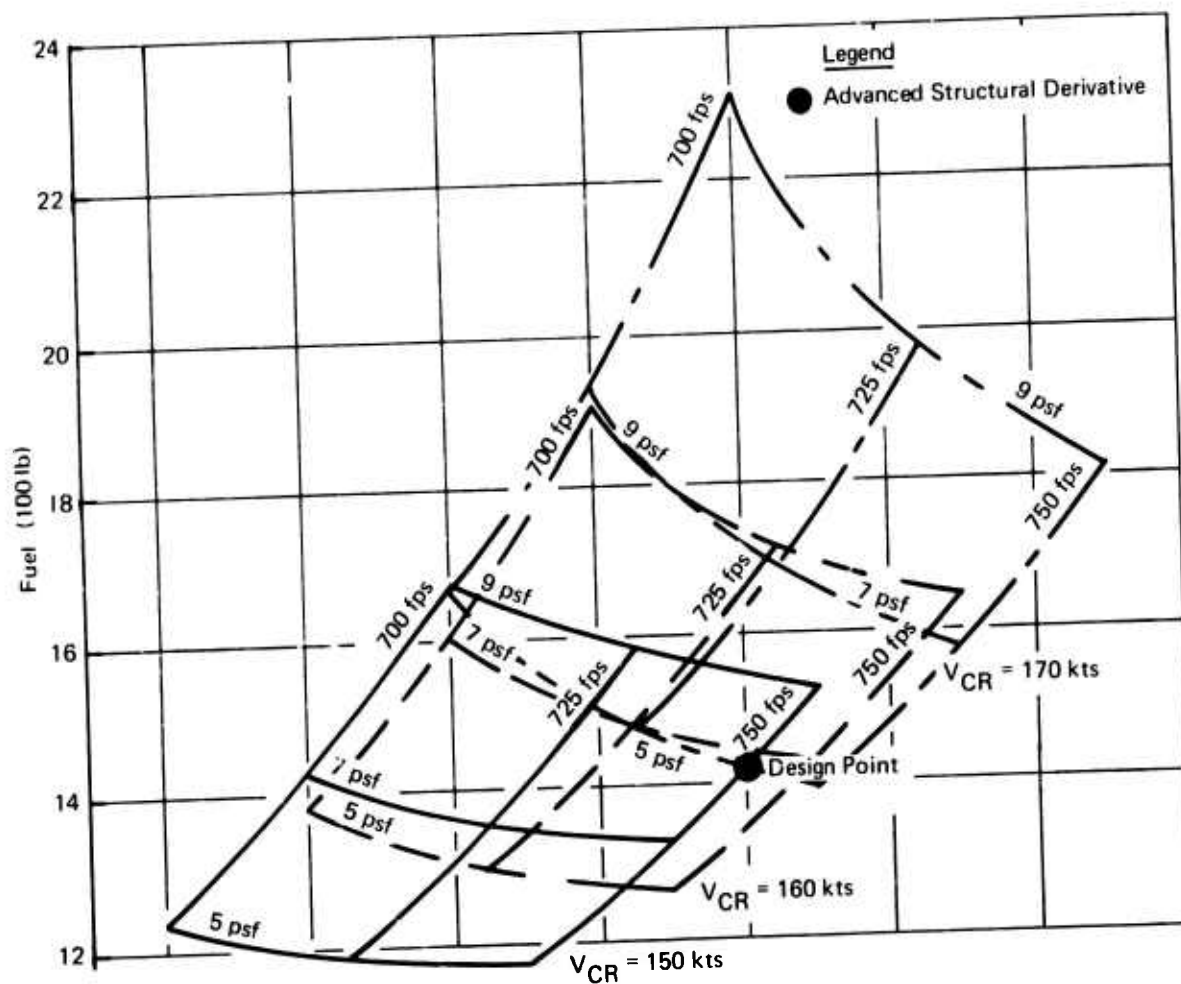 24
22
20
18
16
14
12
Fuel (100 lb)
Legend
Advanced Structural Derivative
700 fps
725 fps
9 psf
750 fps
700 fps
9 psf
725 fps
7 psf
750 fps
V_CR = 170 kts
700 fps
9 psf
7 psf
725 fps
5 psf
750 fps
Design Point
7 psf
5 psf
V_CR = 160 kts
5 psf
V_CR = 150 kts